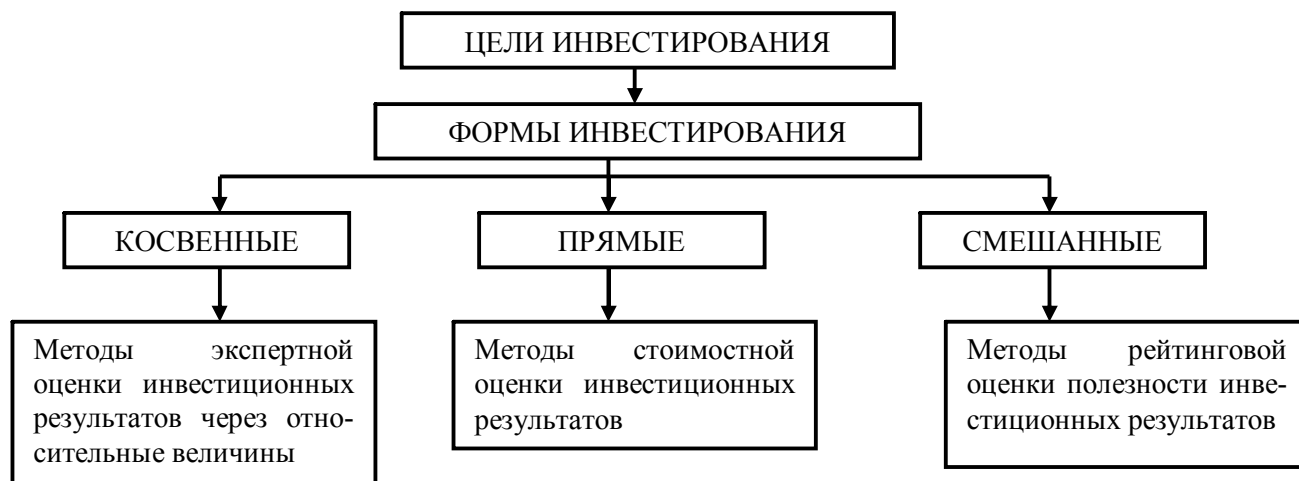 ЦЕЛИ ИНВЕСТИРОВАНИЯ
ФОРМЫ ИНВЕСТИРОВАНИЯ
КОСВЕННЫЕ
ПРЯМЫЕ
СМЕШАННЫЕ
Методы экспертной
оценки инвестиционных
результатов через отно-
сительные величины
Методы стоимостной
оценки инвестиционных
результатов
Методы рейтинговой
оценки полезности инве-
стиционных результатов